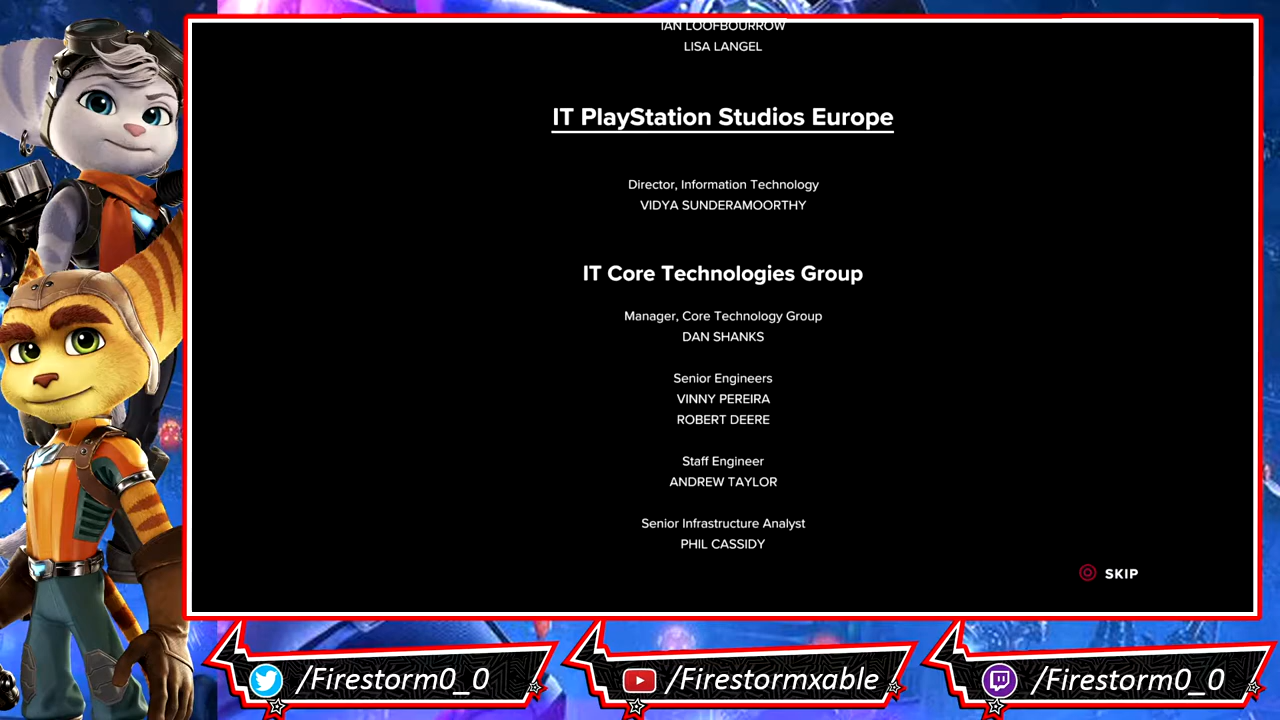 IAN LOOFBOURROW
LISA LANGEL
IT PlayStation Studios Europe
Director, Information Technology
VIDYA SUNDERAMOORTHY
IT Core Technologies Group
Manager, Core Technology Group
DAN SHANKS
Senior Engineers
VINNY PEREIRA
ROBERT DEERE
Staff Engineer
ANDREW TAYLOR
Senior Infrastructure Analyst
PHIL CASSIDY
SKIP
/Firestorm0_0
/Firestormxable
/Firestorm0_0